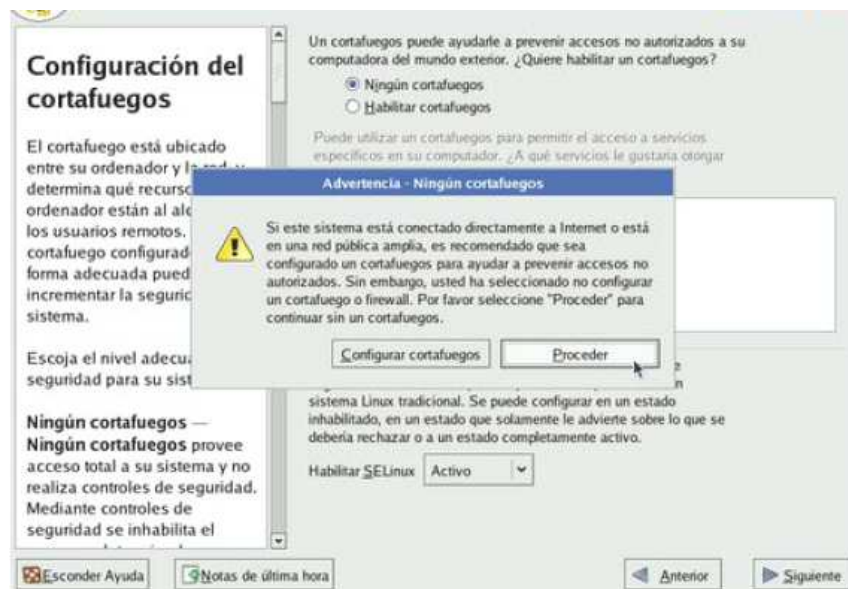 Configuración del
cortafuegos
El cortafuego está ubicado
entre su ordenador y la red, y
determina qué recurso
ordenador están al alc
los usuarios remotos.
cortafuego configurad
forma adecuada pued
incrementar la seguric
sistema.
Escoja el nivel adecu
seguridad para su sist
Ningún cortafuegos —
Ningún cortafuegos provee
acceso total a su sistema y no
realiza controles de seguridad.
Mediante controles de
seguridad se inhabilita el
Un cortafuegos puede ayudarle a prevenir accesos no autorizados a su
computadora del mundo exterior. ¿Quiere habilitar un cortafuegos?
Ningún cortafuegos
Habilitar cortafuegos
Puede utilizar un cortafuegos para permitir el acceso a servicios
específicos en su computador. ¿A qué servicios le gustaría otorgar
Advertencia - Ningún cortafuegos
Si este sistema está conectado directamente a Internet o está
en una red pública amplia, es recomendado que sea
configurado un cortafuegos para ayudar a prevenir accesos no
autorizados. Sin embargo, usted ha seleccionado no configurar
un cortafuego o firewall. Por favor seleccione "Proceder" para
continuar sin un cortafuegos.
Configurar cortafuegos
Proceder
sistema Linux tradicional. Se puede configurar en un estado
inhabilitado, en un estado que solamente le advierte sobre lo que se
debería rechazar o a un estado completamente activo.
Habilitar SELinux Activo
Esconder Ayuda
Notas de última hora
Anterior
Siguiente